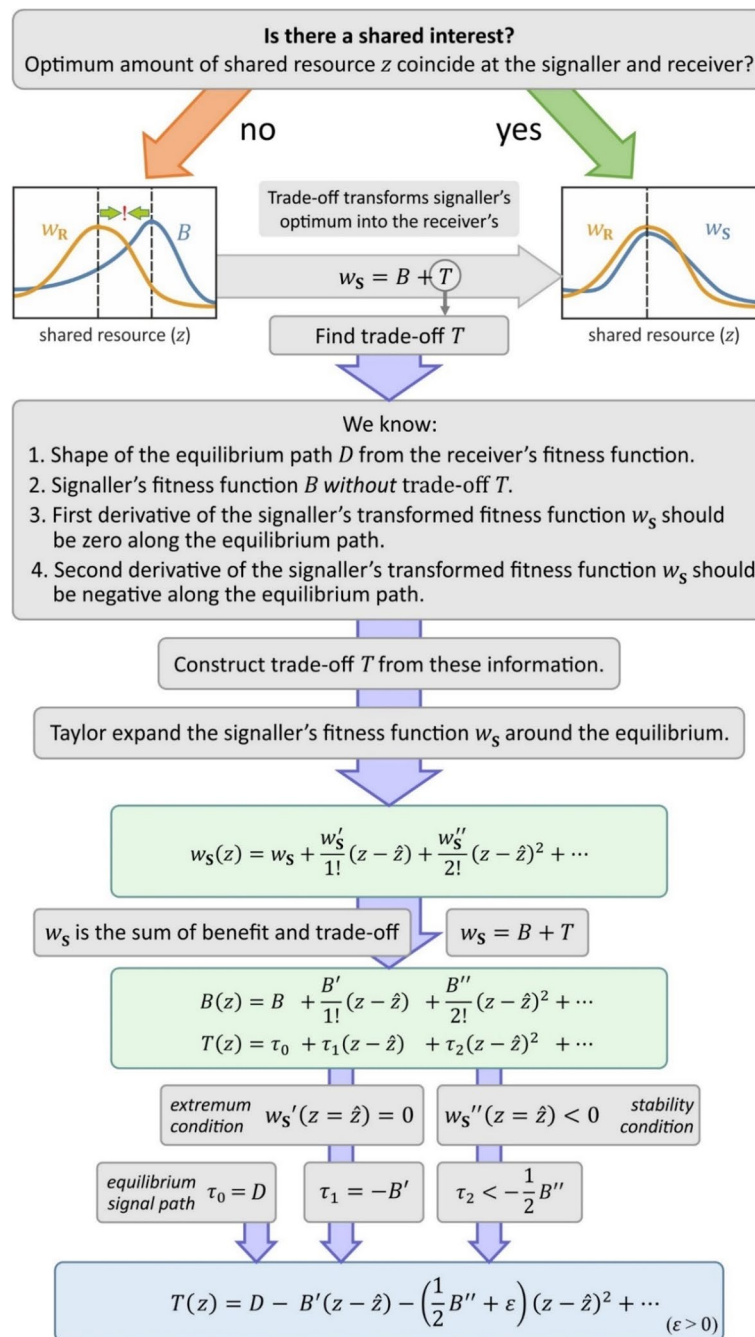 Is there a shared interest?
Optimum amount of shared resource z coincide at the signaller and receiver?
no
yes
w_R
!
B
shared resource (z)
Trade-off transforms signaller's
optimum into the receiver's
w_S = B + T
Find trade-off T
w_R
w_S
shared resource (z)
We know:
1. Shape of the equilibrium path D from the receiver's fitness function.
2. Signaller's fitness function B without trade-off T.
3. First derivative of the signaller's transformed fitness function w_S should
be zero along the equilibrium path.
4. Second derivative of the signaller's transformed fitness function w_S should
be negative along the equilibrium path.
Construct trade-off T from these information.
Taylor expand the signaller's fitness function w_S around the equilibrium.
w_S(z) = w_S + w_S′/1! (z − ẑ) + w_S″/2! (z − ẑ)² + ⋯
w_S is the sum of benefit and trade-off
w_S = B + T
B(z) = B + B′/1! (z − ẑ) + B″/2! (z − ẑ)² + ⋯
T(z) = τ₀ + τ₁(z − ẑ) + τ₂(z − ẑ)² + ⋯
extremum
condition
w_S′(z = ẑ) = 0
w_S″(z = ẑ) < 0
stability
condition
equilibrium
signal path
τ₀ = D
τ₁ = −B′
τ₂ < −1/2 B″
T(z) = D − B′(z − ẑ) − (1/2 B″ + ε) (z − ẑ)² + ⋯
(ε > 0)